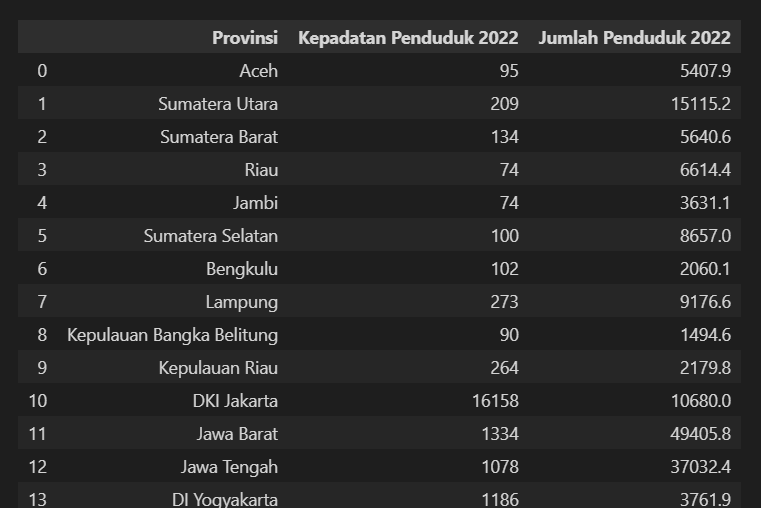 Provinsi Kepadatan Penduduk 2022 Jumlah Penduduk 2022
0 Aceh 95 5407.9
1 Sumatera Utara 209 15115.2
2 Sumatera Barat 134 5640.6
3 Riau 74 6614.4
4 Jambi 74 3631.1
5 Sumatera Selatan 100 8657.0
6 Bengkulu 102 2060.1
7 Lampung 273 9176.6
8 Kepulauan Bangka Belitung 90 1494.6
9 Kepulauan Riau 264 2179.8
10 DKI Jakarta 16158 10680.0
11 Jawa Barat 1334 49405.8
12 Jawa Tengah 1078 37032.4
13 DI Yogyakarta 1186 3761.9